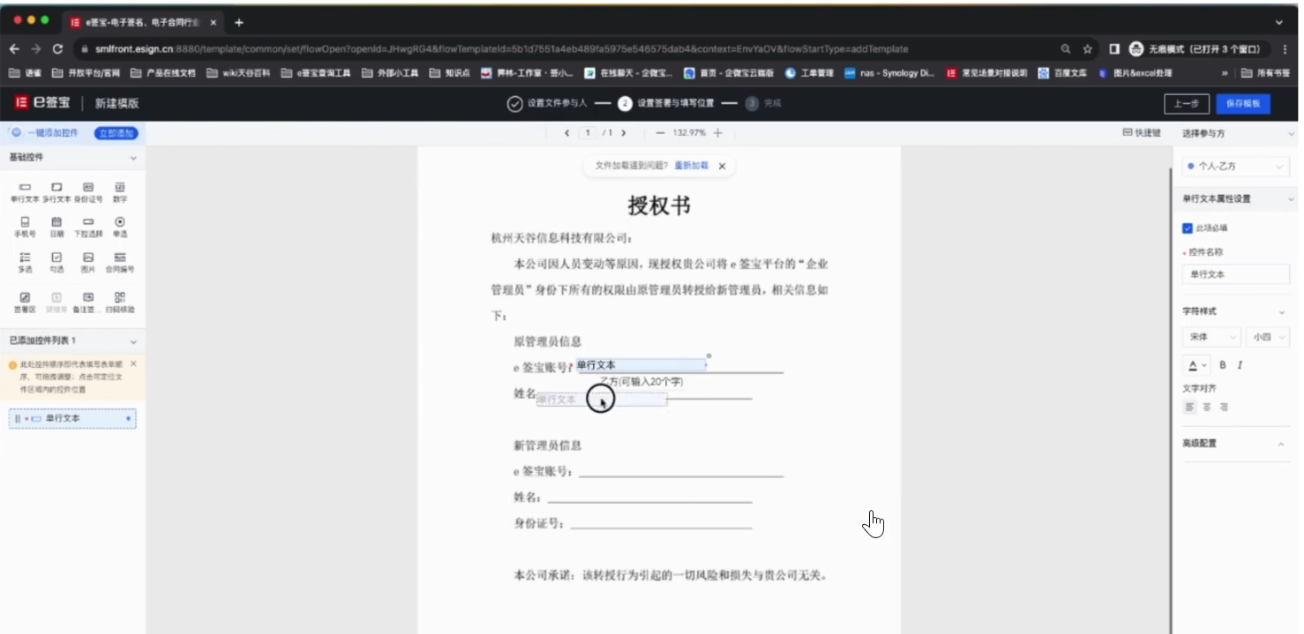 e签宝-电子签名、电子合同行业
smlfront.esign.cn:8880/template/common/set/flowOpen?openId=JHwgRG4&flowTemplateId=5b1d7551a4eb489fa5975e546575dab4&context=EnvYaOV&flowStartType=addTemplate
无痕模式（已打开 3 个窗口）
语雀 开放平台/官网 产品在线文档 wiki天谷百科 e签宝查询工具 外部小工具 知识点 在线聊天 - 企微宝... 首页 - 企微宝云籍版 工单管理 nas - Synology Di... 常见场景对接说明 百度文库 图片&excel处理 » 所有书签
e签宝 | 新建模版
设置文件参与人 2 设置签署与填写位置 3 完成
上一步 保存模板
一键添加控件 立即添加
1 / 1 132.97%
快捷键
选择参与方
基础控件
单行文本 多行文本 身份证号 数字
手机号 日期 下拉选择 单选
多选 勾选 图片 合同编号
签署区 备注签... 扫码核验
已添加控件列表 1
此处控件顺序即代表填写表单顺
序，可拖拽调整；点击可定位文
件区域内的控件位置
单行文本
文件加载遇到问题? 重新加载
授权书
杭州天谷信息科技有限公司：
本公司因人员变动等原因，现授权贵公司将 e 签宝平台的“企业
管理员”身份下所有的权限由原管理员转授给新管理员，相关信息如
下：
原管理员信息
e 签宝账号： 单行文本
乙方(可输入20个字)
姓名 单行文本
新管理员信息
e 签宝账号：
姓名：
身份证号：
本公司承诺：该转授行为引起的一切风险和损失与贵公司无关。
个人-乙方
单行文本属性设置
此项必填
控件名称
单行文本
字符样式
宋体 小四
A B I
文字对齐
高级配置